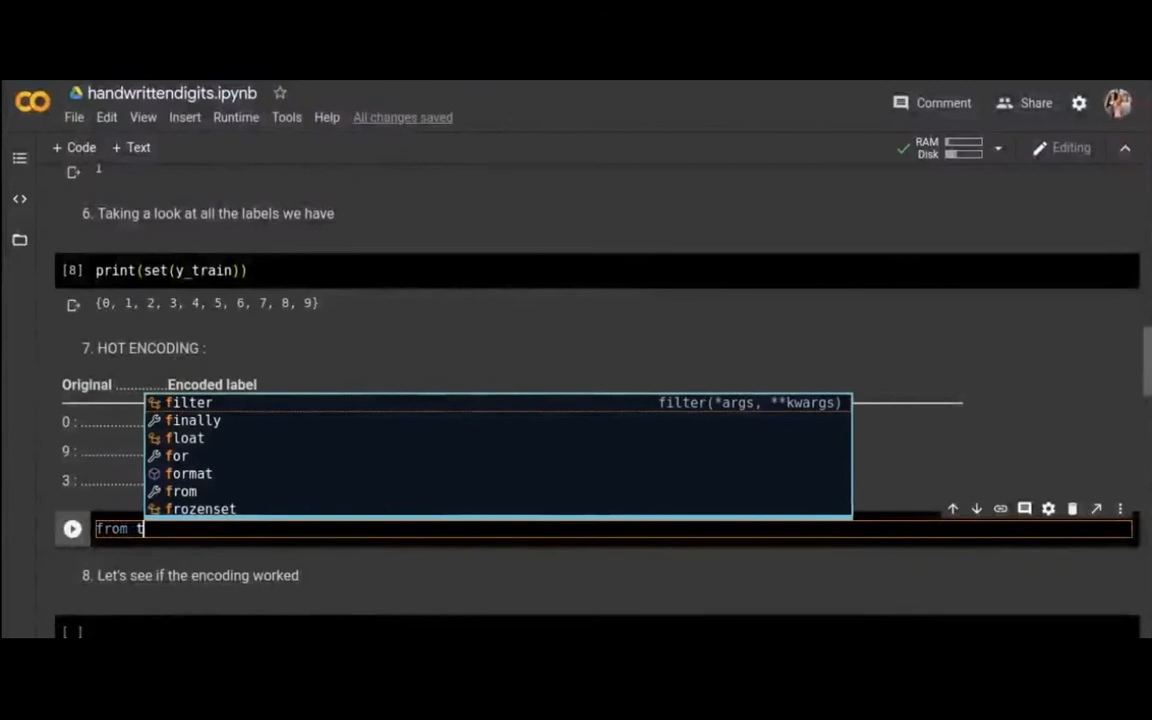 CO handwrittendigits.ipynb
Comment Share
File Edit View Insert Runtime Tools Help All changes saved
+ Code + Text
RAM
Disk
Editing
1
6. Taking a look at all the labels we have
[8] print(set(y_train))
{0, 1, 2, 3, 4, 5, 6, 7, 8, 9}
7. HOT ENCODING :
Original .............Encoded label
0 : ................
9 : ................
3 : ................
filter filter(*args, **kwargs)
finally
float
for
format
from
frozenset
from t
8. Let's see if the encoding worked
[ ]